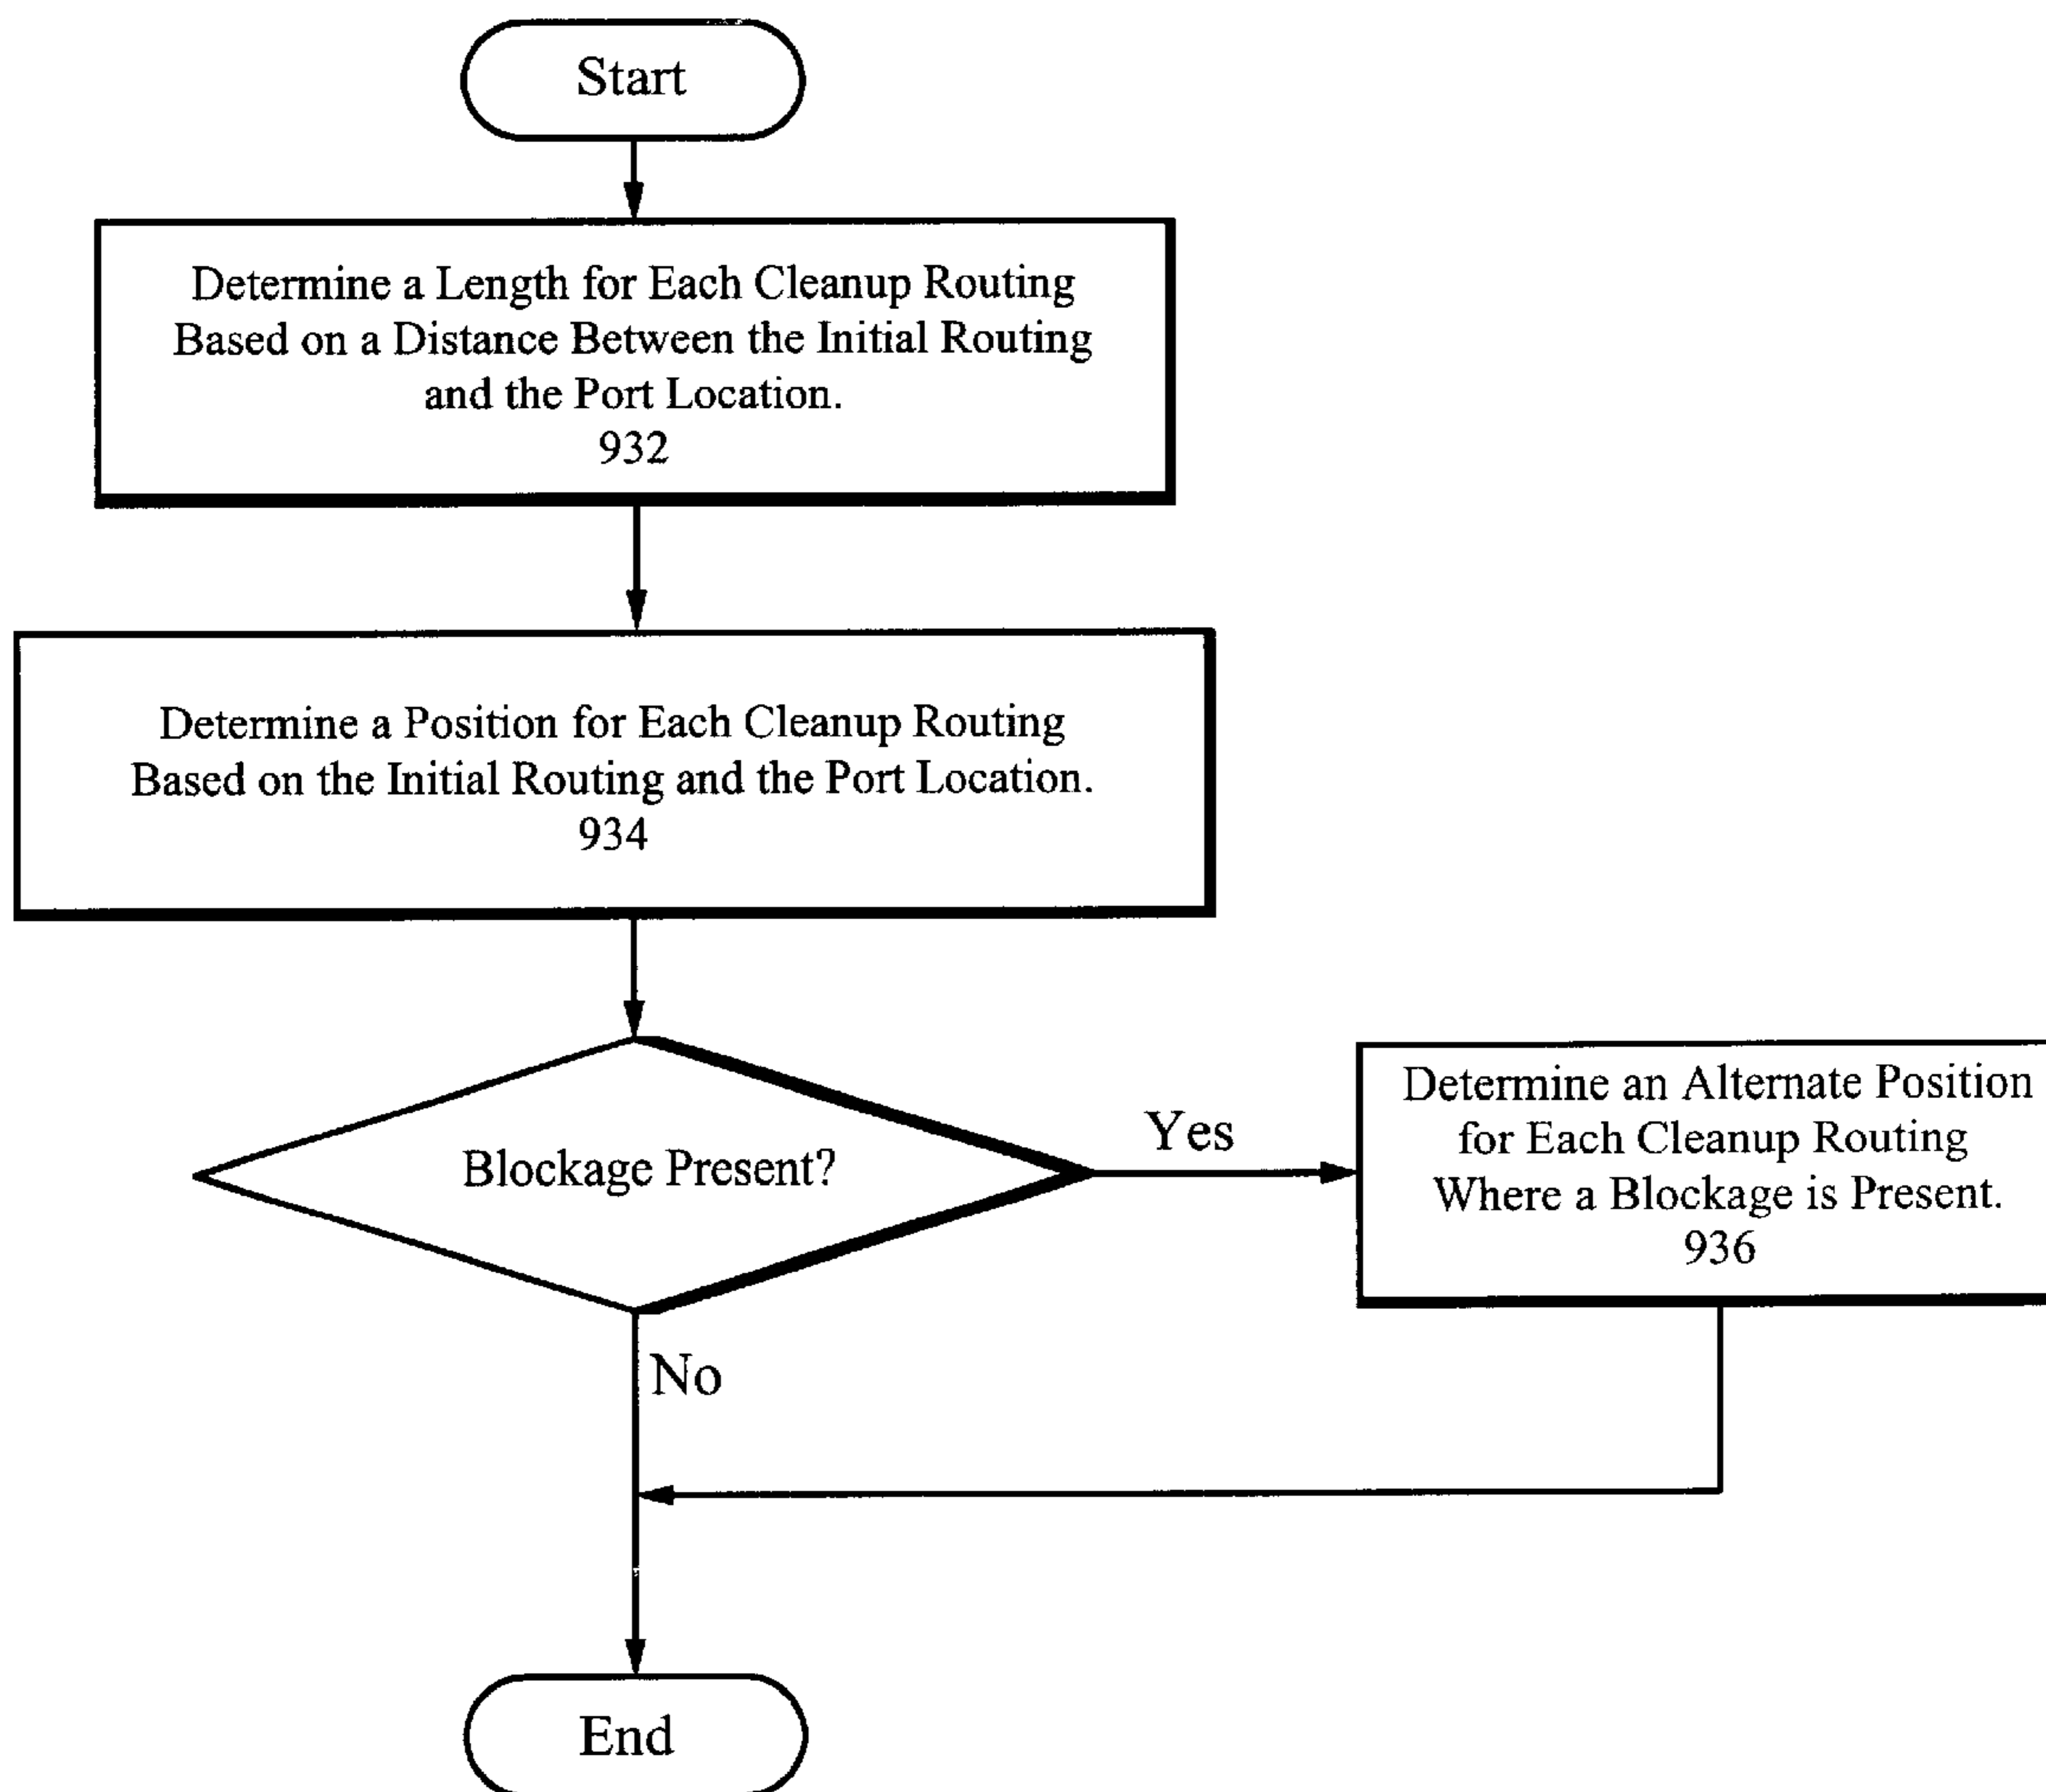 Start
Determine a Length for Each Cleanup Routing
Based on a Distance Between the Initial Routing
and the Port Location.
932
Determine a Position for Each Cleanup Routing
Based on the Initial Routing and the Port Location.
934
Blockage Present?
Yes
Determine an Alternate Position
for Each Cleanup Routing
Where a Blockage is Present.
936
No
End